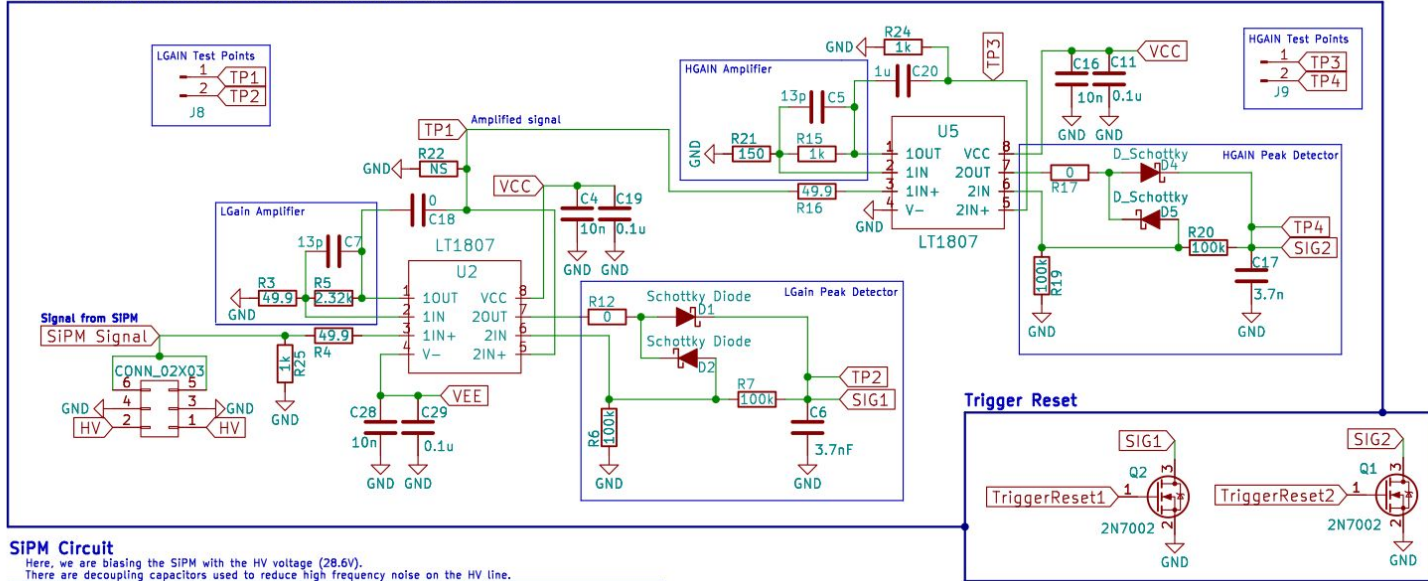 LGAIN Test Points
1 TP1
2 TP2
J8
HGAIN Test Points
1 TP3
2 TP4
J9
HGAIN Amplifier
R24
GND 1k
1u C20
TP3
13p C5
R21
150
R15
1k
GND
VCC
C16
10n
C11
0.1u
GND GND
U5
1 1OUT VCC 8
2 1IN 2OUT 7
3 1IN+ 2IN 6
4 V- 2IN+ 5
LT1807
GND
49.9
R16
HGAIN Peak Detector
D_Schottky
D4
0
R17
D_Schottky
D5
R20
100k
100k
R19
GND
TP4
SIG2
C17
3.7n
GND
TP1
Amplified signal
R22
GND NS
0
C18
VCC
C4
10n
C19
0.1u
GND GND
LGain Amplifier
13p C7
R3
49.9
R5
2.32k
GND
LT1807
U2
1 1OUT VCC 8
2 1IN 2OUT 7
3 1IN+ 2IN 6
4 V- 2IN+ 5
Signal from SiPM
SiPM Signal
49.9
R4
1k
R25
GND
CONN_02X03
6 5
GND 4 3 GND
HV 2 1 HV
VEE
C28
10n
C29
0.1u
GND GND
LGain Peak Detector
R12
0
Schottky Diode
D1
Schottky Diode
D2
R7
100k
R6
100k
GND
TP2
SIG1
C6
3.7nF
GND
Trigger Reset
SIG1
Q2
3
TriggerReset1 1
2N7002 2
GND
SIG2
Q1
3
TriggerReset2 1
2N7002 2
GND
SiPM Circuit
Here, we are biasing the SiPM with the HV voltage (28.6V).
There are decoupling capacitors used to reduce high frequency noise on the HV line.